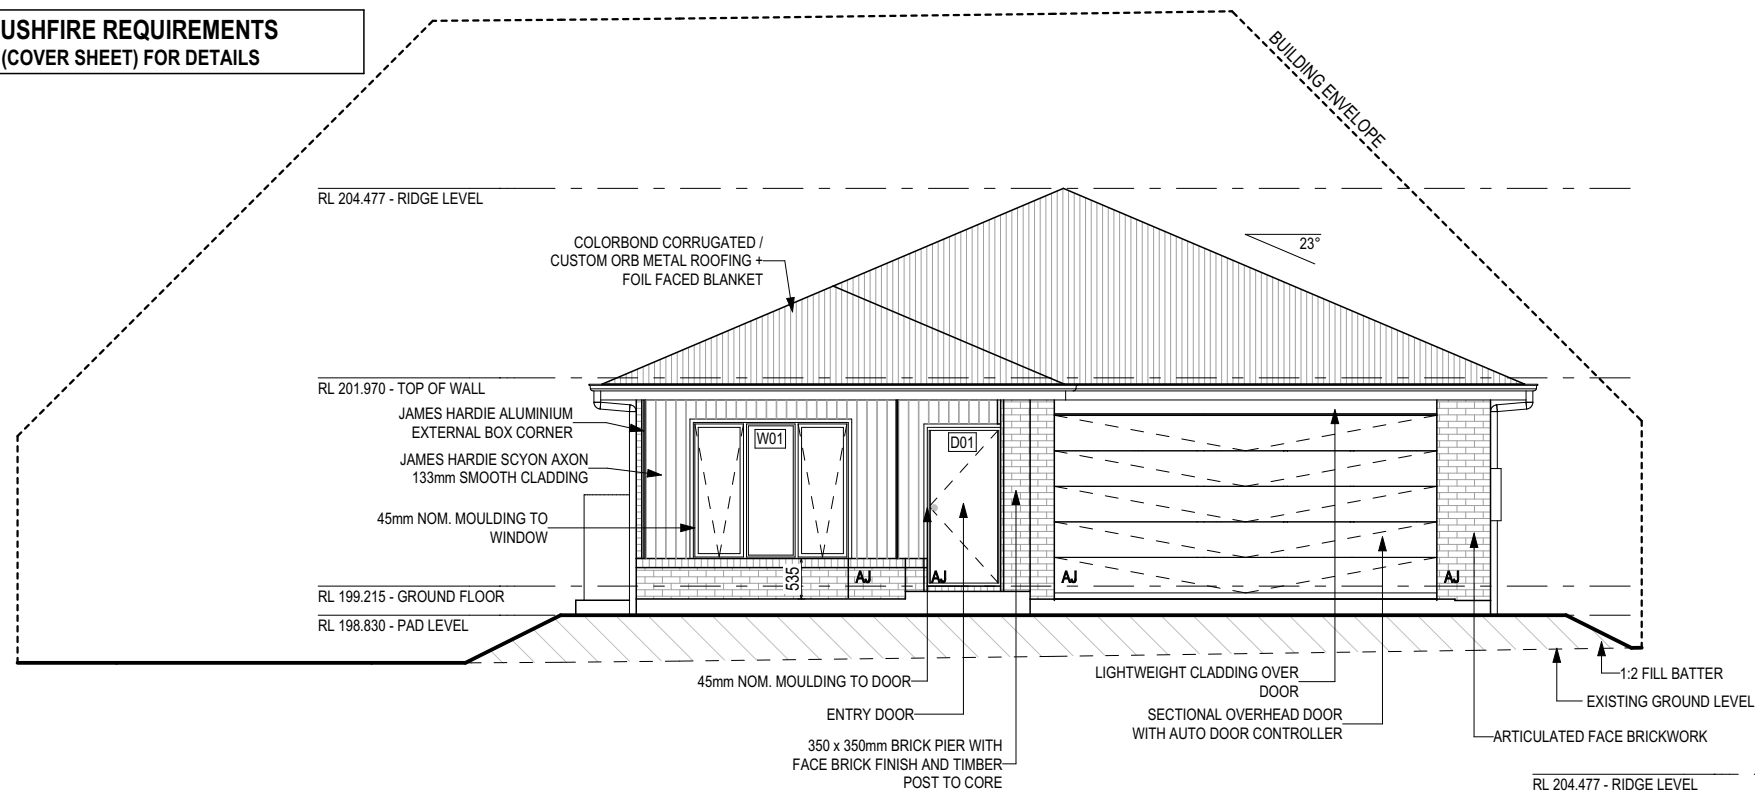 USHFIRE REQUIREMENTS
(COVER SHEET) FOR DETAILS
BUILDING ENVELOPE
RL 204.477 - RIDGE LEVEL
23°
COLORBOND CORRUGATED /
CUSTOM ORB METAL ROOFING +
FOIL FACED BLANKET
RL 201.970 - TOP OF WALL
JAMES HARDIE ALUMINIUM
EXTERNAL BOX CORNER
JAMES HARDIE SCYON AXON
133mm SMOOTH CLADDING
45mm NOM. MOULDING TO
WINDOW
W01
D01
535
AJ
AJ
AJ
AJ
RL 199.215 - GROUND FLOOR
RL 198.830 - PAD LEVEL
45mm NOM. MOULDING TO DOOR
ENTRY DOOR
350 x 350mm BRICK PIER WITH
FACE BRICK FINISH AND TIMBER
POST TO CORE
LIGHTWEIGHT CLADDING OVER
DOOR
SECTIONAL OVERHEAD DOOR
WITH AUTO DOOR CONTROLLER
1:2 FILL BATTER
EXISTING GROUND LEVEL
ARTICULATED FACE BRICKWORK
RL 204.477 - RIDGE LEVEL